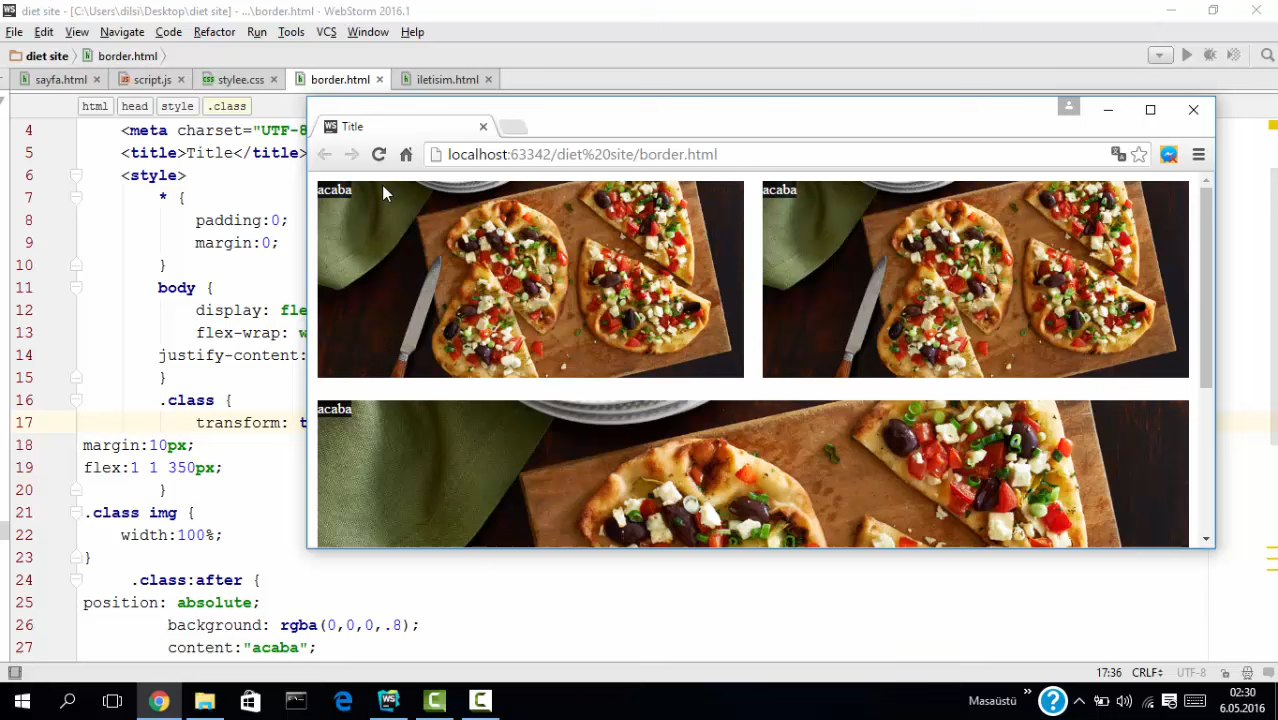 diet site - [C:\Users\dilsi\Desktop\diet site] - ...\border.html - WebStorm 2016.1
File Edit View Navigate Code Refactor Run Tools VCS Window Help
diet site border.html
sayfa.html script.js stylee.css border.html iletisim.html
html head style .class
4 <meta charset="UTF-8
5 <title>Title</title>
6 <style>
7 * {
8 padding:0;
9 margin:0;
10 }
11 body {
12 display: fle
13 flex-wrap: w
14 justify-content:
15 }
16 .class {
17 transform: t
18 margin:10px;
19 flex:1 1 350px;
20 }
21 .class img {
22 width:100%;
23 }
24 .class:after {
25 position: absolute;
26 background: rgba(0,0,0,.8);
27 content:"acaba";
Title
localhost:63342/diet%20site/border.html
acaba
acaba
acaba
17:36 CRLF UTF-8
Masaüstü
02:30
6.05.2016